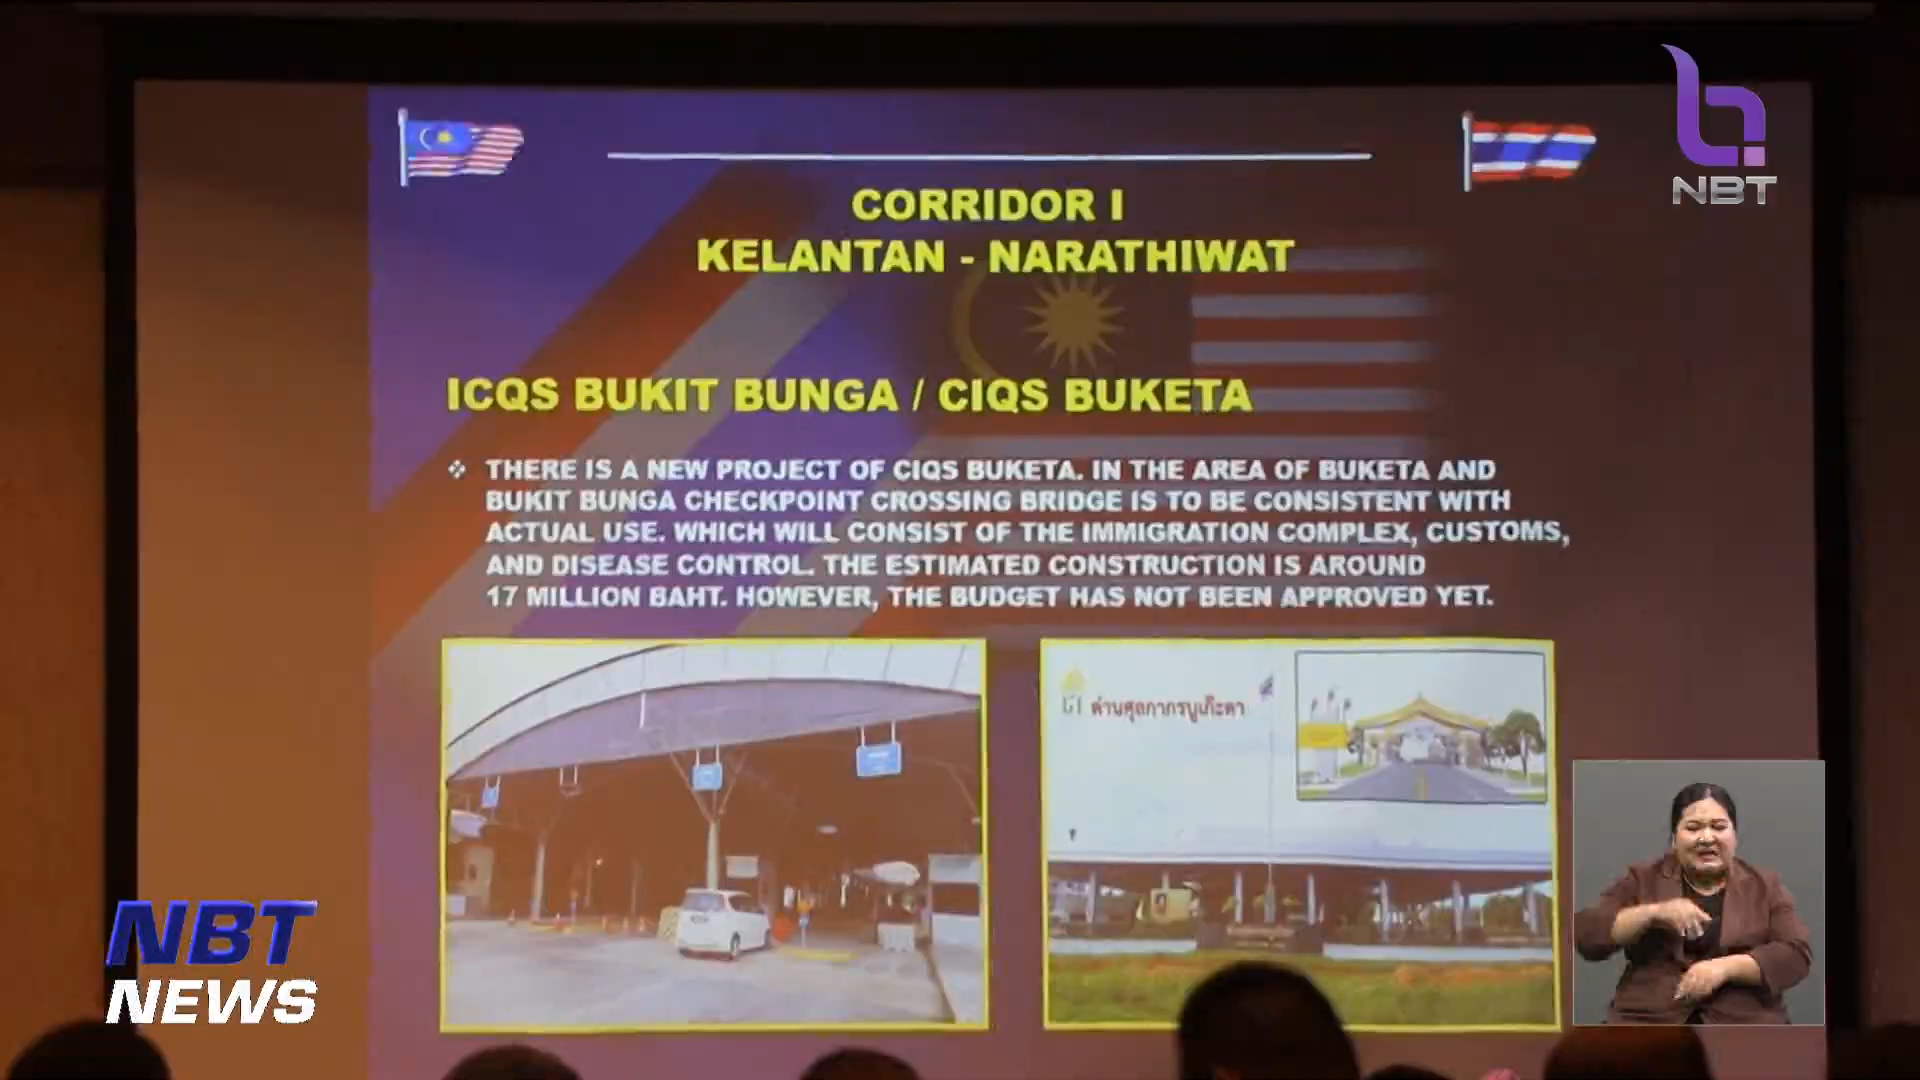 NBT
CORRIDOR I
KELANTAN - NARATHIWAT
ICQS BUKIT BUNGA / CIQS BUKETA
❖ THERE IS A NEW PROJECT OF CIQS BUKETA. IN THE AREA OF BUKETA AND
BUKIT BUNGA CHECKPOINT CROSSING BRIDGE IS TO BE CONSISTENT WITH
ACTUAL USE. WHICH WILL CONSIST OF THE IMMIGRATION COMPLEX, CUSTOMS,
AND DISEASE CONTROL. THE ESTIMATED CONSTRUCTION IS AROUND
17 MILLION BAHT. HOWEVER, THE BUDGET HAS NOT BEEN APPROVED YET.
ด่านศุลกากรบูเก๊ะตา
NBT
NEWS